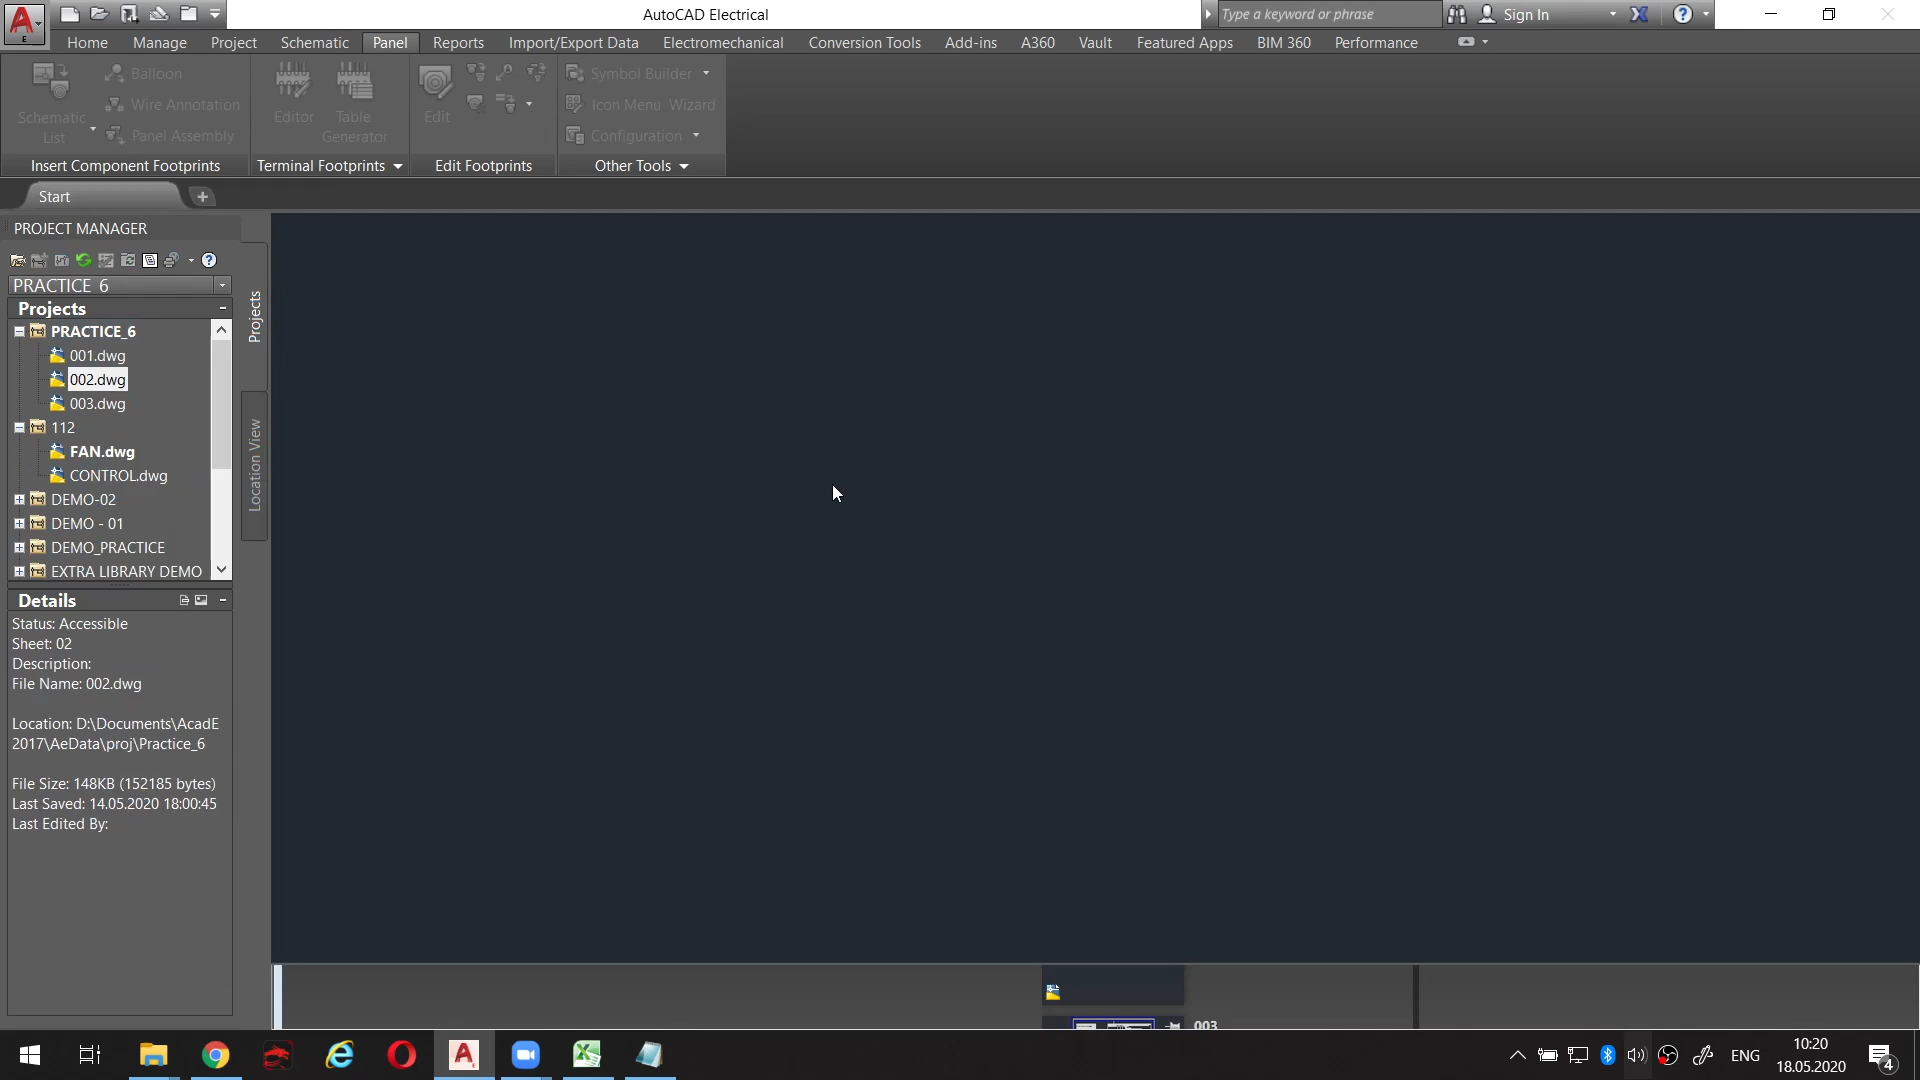 AutoCAD Electrical
Type a keyword or phrase
Sign In
Home Manage Project Schematic Panel Reports Import/Export Data Electromechanical Conversion Tools Add-ins A360 Vault Featured Apps BIM 360 Performance
Schematic List
Balloon
Wire Annotation
Panel Assembly
Insert Component Footprints
Editor
Table Generator
Terminal Footprints
Edit
Edit Footprints
Symbol Builder
Icon Menu Wizard
Configuration
Other Tools
Start
PROJECT MANAGER
PRACTICE_6
Projects
PRACTICE_6
001.dwg
002.dwg
003.dwg
112
FAN.dwg
CONTROL.dwg
DEMO-02
DEMO - 01
DEMO_PRACTICE
EXTRA LIBRARY DEMO
Projects
Location View
Details
Status: Accessible
Sheet: 02
Description:
File Name: 002.dwg
Location: D:\Documents\AcadE
2017\AeData\proj\Practice_6
File Size: 148KB (152185 bytes)
Last Saved: 14.05.2020 18:00:45
Last Edited By:
003
ENG
10:20
18.05.2020
4